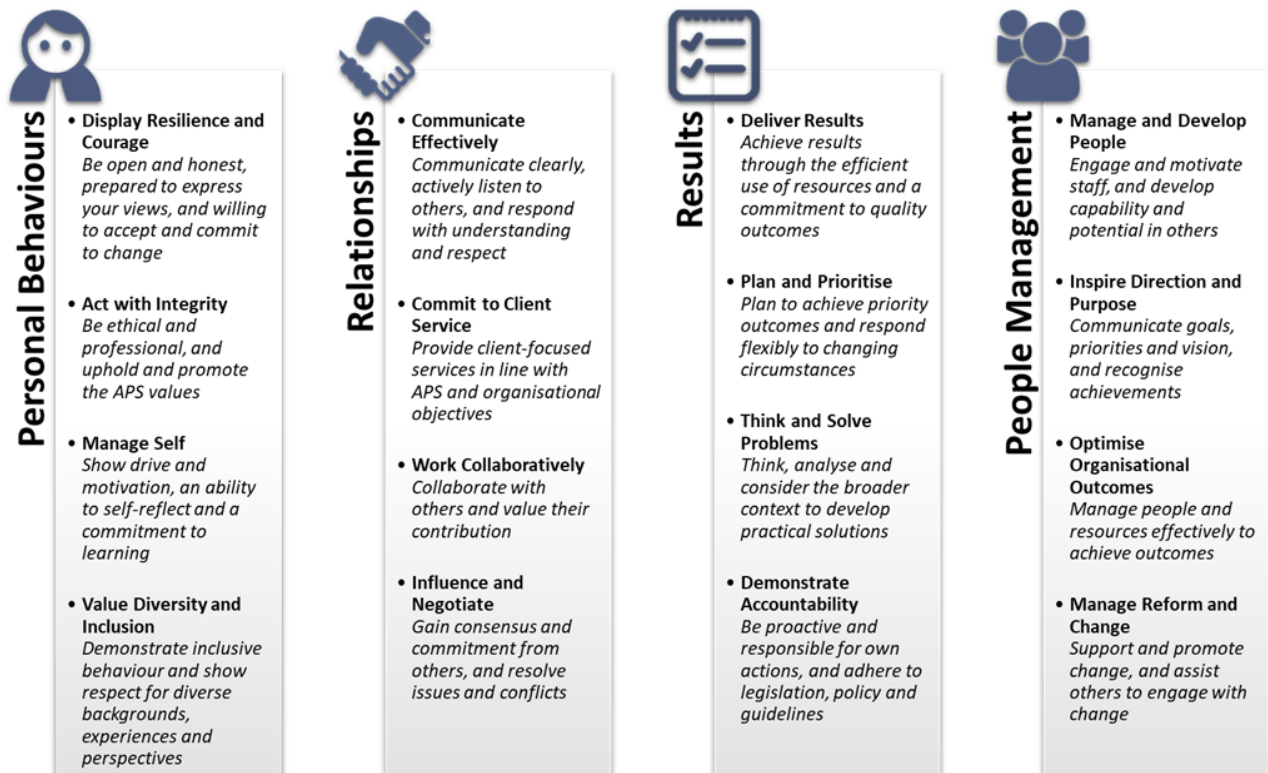 Personal Behaviours
• Display Resilience and
Courage
Be open and honest,
prepared to express
your views, and willing
to accept and commit
to change
• Act with Integrity
Be ethical and
professional, and
uphold and promote
the APS values
• Manage Self
Show drive and
motivation, an ability
to self-reflect and a
commitment to
learning
• Value Diversity and
Inclusion
Demonstrate inclusive
behaviour and show
respect for diverse
backgrounds,
experiences and
perspectives
Relationships
• Communicate
Effectively
Communicate clearly,
actively listen to
others, and respond
with understanding
and respect
• Commit to Client
Service
Provide client-focused
services in line with
APS and organisational
objectives
• Work Collaboratively
Collaborate with
others and value their
contribution
• Influence and
Negotiate
Gain consensus and
commitment from
others, and resolve
issues and conflicts
Results
• Deliver Results
Achieve results
through the efficient
use of resources and a
commitment to quality
outcomes
• Plan and Prioritise
Plan to achieve priority
outcomes and respond
flexibly to changing
circumstances
• Think and Solve
Problems
Think, analyse and
consider the broader
context to develop
practical solutions
• Demonstrate
Accountability
Be proactive and
responsible for own
actions, and adhere to
legislation, policy and
guidelines
People Management
• Manage and Develop
People
Engage and motivate
staff, and develop
capability and
potential in others
• Inspire Direction and
Purpose
Communicate goals,
priorities and vision,
and recognise
achievements
• Optimise
Organisational
Outcomes
Manage people and
resources effectively to
achieve outcomes
• Manage Reform and
Change
Support and promote
change, and assist
others to engage with
change